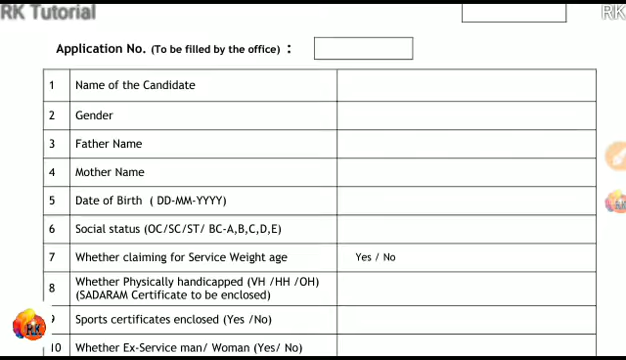 RK Tutorial
RK
Application No. (To be filled by the office) :
1 Name of the Candidate
2 Gender
3 Father Name
4 Mother Name
5 Date of Birth ( DD-MM-YYYY)
6 Social status (OC/SC/ST/ BC-A,B,C,D,E)
7 Whether claiming for Service Weight age Yes / No
8 Whether Physically handicapped (VH /HH /OH)
(SADARAM Certificate to be enclosed)
Sports certificates enclosed (Yes /No)
10 Whether Ex-Service man/ Woman (Yes/ No)
RK